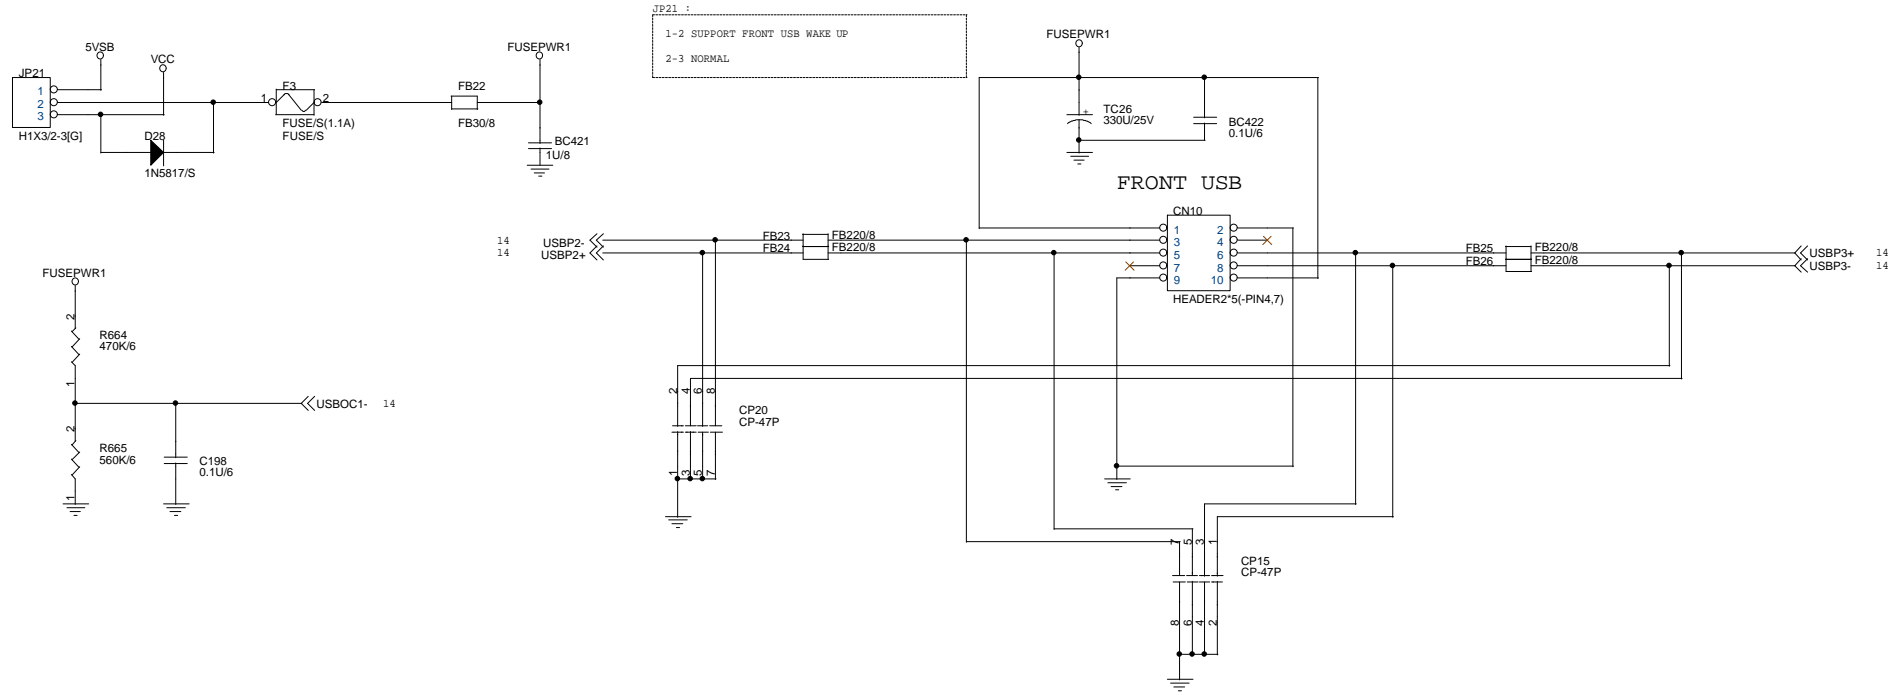 JP21 :
1-2 SUPPORT FRONT USB WAKE UP
2-3 NORMAL
5VSB
VCC
JP21
1
2
3
H1X3/2-3[G]
D28
1N5817/S
F3
1
2
FUSE/S(1.1A)
FUSE/S
FB22
FB30/8
FUSEPWR1
BC421
1U/8
FUSEPWR1
TC26
330U/25V
BC422
0.1U/6
FRONT USB
CN10
1 2
3 4
5 6
7 8
9 10
HEADER2*5(-PIN4,7)
14 USBP2-
14 USBP2+
FB23 FB220/8
FB24 FB220/8
FB25 FB220/8
FB26 FB220/8
USBP3+ 14
USBP3- 14
FUSEPWR1
2
R664
470K/6
1
USBOC1- 14
2
R665
560K/6
1
C198
0.1U/6
2 4 6 8
CP20
CP-47P
1 3 5 7
7 5 3 1
CP15
CP-47P
8 6 4 2